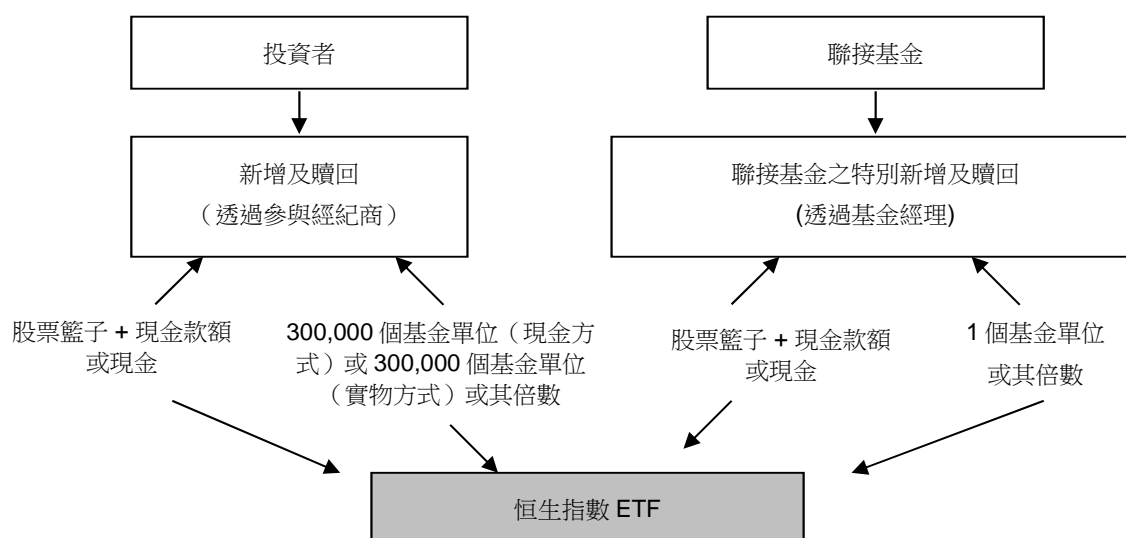 投資者
聯接基金
新增及贖回
（透過參與經紀商）
聯接基金之特別新增及贖回
(透過基金經理)
股票籃子 + 現金款額
或現金
300,000 個基金單位（現金方
式）或 300,000 個基金單位
（實物方式）或其倍數
股票籃子 + 現金款額
或現金
1 個基金單位
或其倍數
恒生指數 ETF